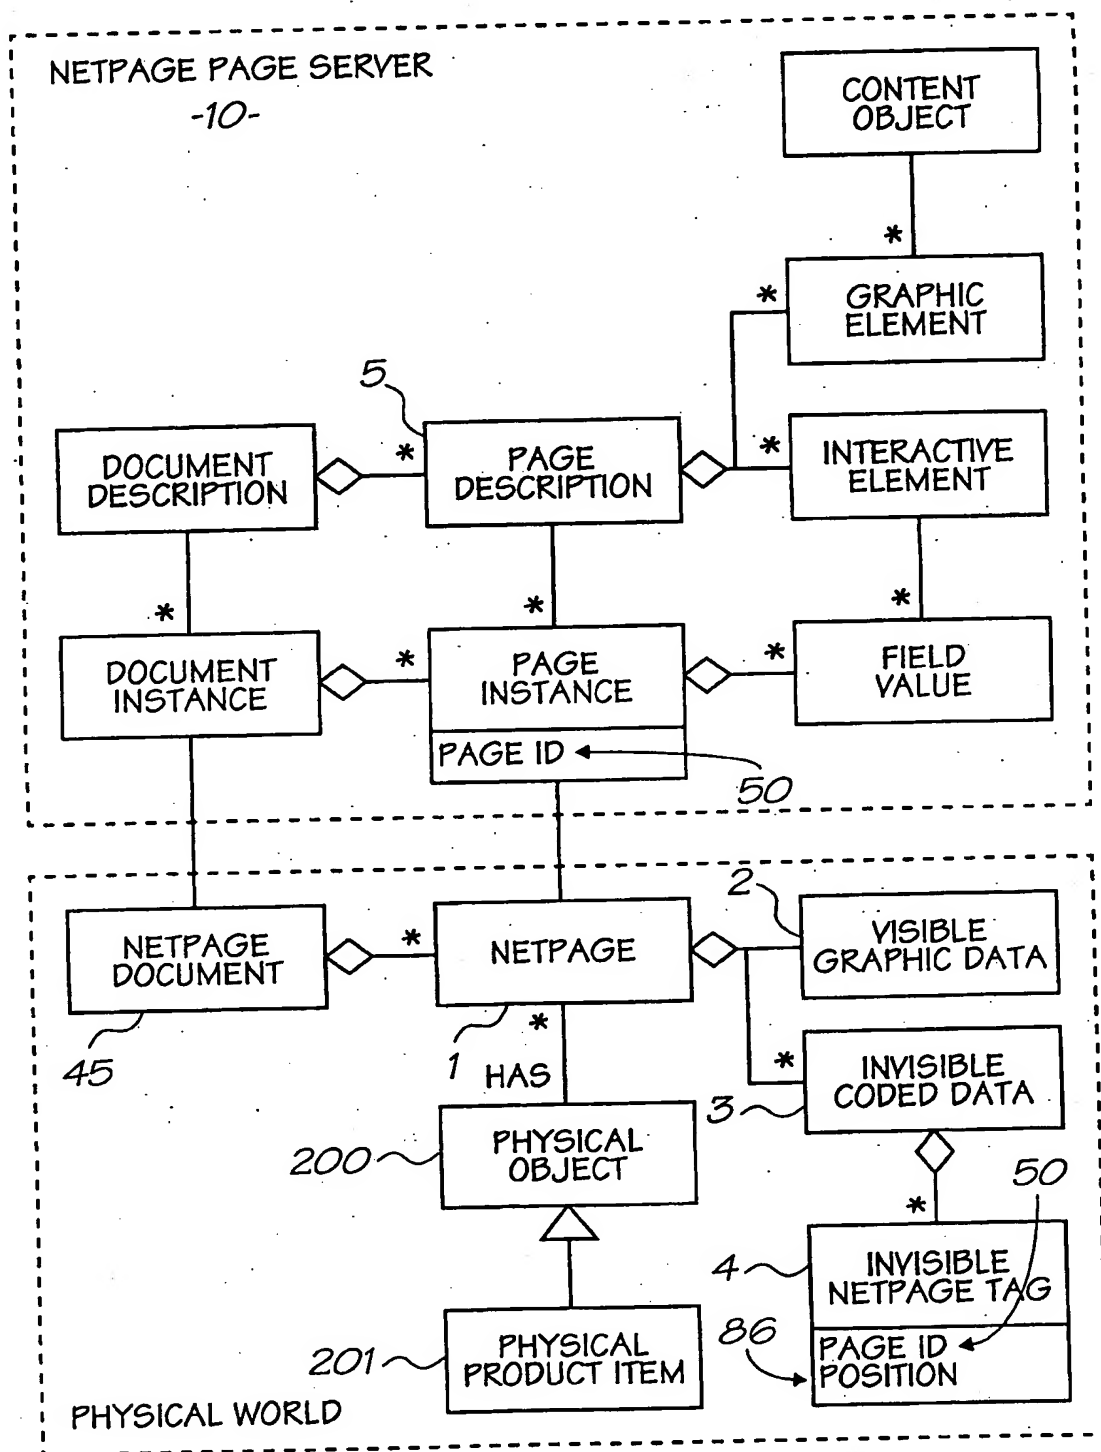 NETPAGE PAGE SERVER
-10-
CONTENT
OBJECT
*
GRAPHIC
ELEMENT
*
5
DOCUMENT
DESCRIPTION
*
PAGE
DESCRIPTION
*
INTERACTIVE
ELEMENT
*
*
*
DOCUMENT
INSTANCE
*
PAGE
INSTANCE
*
FIELD
VALUE
PAGE ID
50
NETPAGE
DOCUMENT
45
*
NETPAGE
1
2
VISIBLE
GRAPHIC DATA
*
INVISIBLE
CODED DATA
3
*
HAS
200
PHYSICAL
OBJECT
*
50
4
INVISIBLE
NETPAGE TAG
86
PAGE ID
POSITION
201
PHYSICAL
PRODUCT ITEM
PHYSICAL WORLD